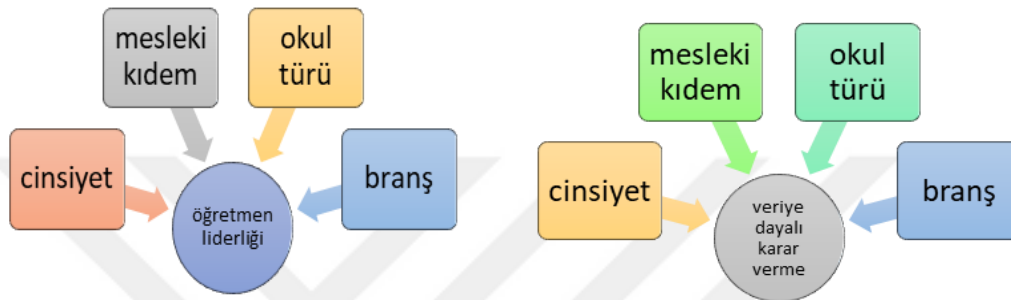 mesleki
kıdem
okul
türü
cinsiyet
öğretmen
liderliği
branş
mesleki
kıdem
okul
türü
cinsiyet
veriye
dayalı
karar
verme
branş